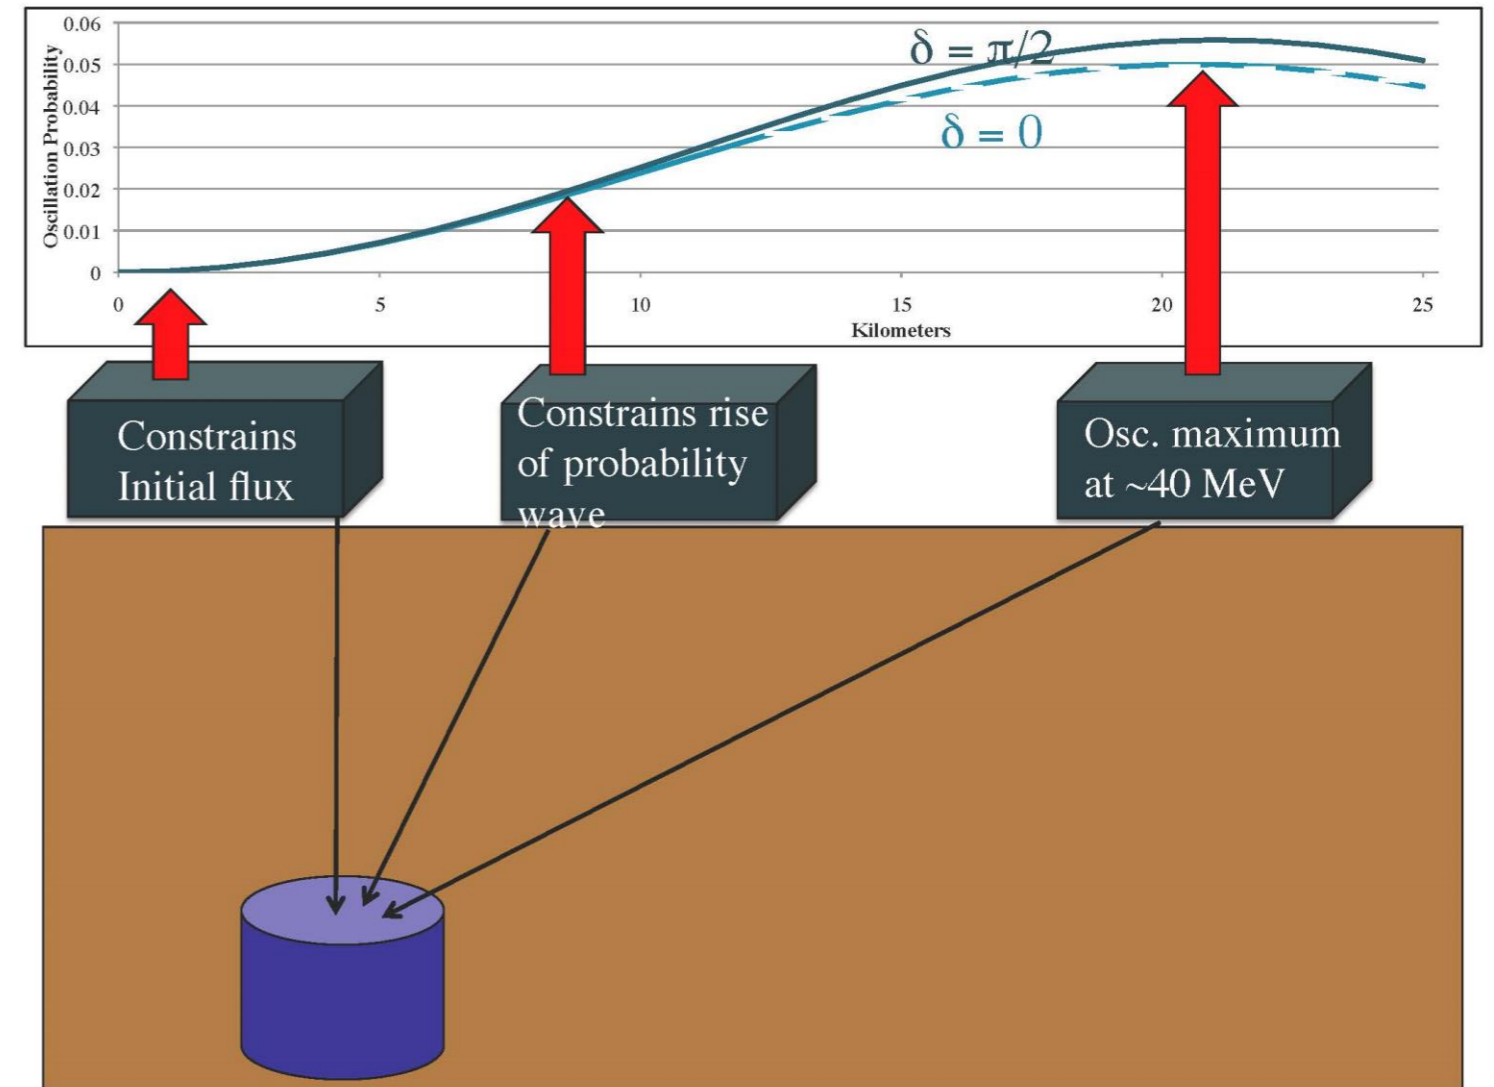 0.06
0.05
0.04
0.03
0.02
0.01
0
Oscillation Probability
δ = π/2
δ = 0
0 5 10 15 20 25
Kilometers
Constrains
Initial flux
Constrains rise
of probability
wave
Osc. maximum
at ~40 MeV